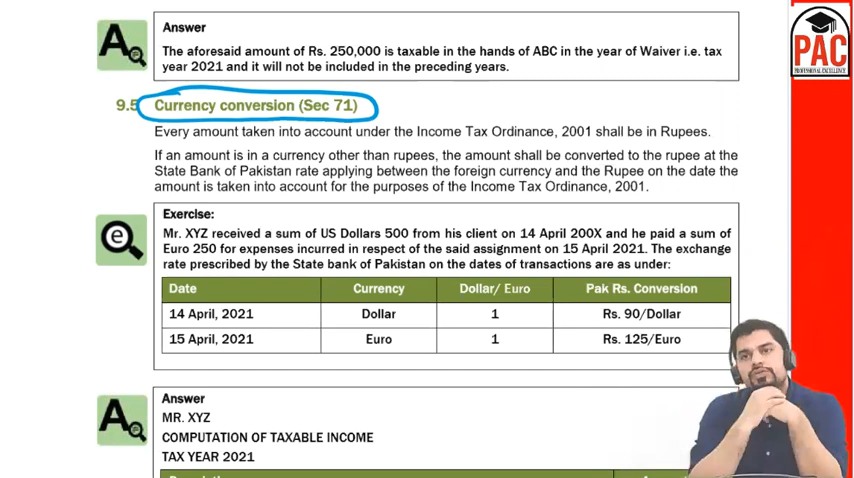 Answer
The aforesaid amount of Rs. 250,000 is taxable in the hands of ABC in the year of Waiver i.e. tax
year 2021 and it will not be included in the preceding years.
PAC
PROFESSIONAL EXCELLENCE
9.5 Currency conversion (Sec 71)
Every amount taken into account under the Income Tax Ordinance, 2001 shall be in Rupees.
If an amount is in a currency other than rupees, the amount shall be converted to the rupee at the
State Bank of Pakistan rate applying between the foreign currency and the Rupee on the date the
amount is taken into account for the purposes of the Income Tax Ordinance, 2001.
Exercise:
Mr. XYZ received a sum of US Dollars 500 from his client on 14 April 200X and he paid a sum of
Euro 250 for expenses incurred in respect of the said assignment on 15 April 2021. The exchange
rate prescribed by the State bank of Pakistan on the dates of transactions are as under:
Date Currency Dollar/ Euro Pak Rs. Conversion
14 April, 2021 Dollar 1 Rs. 90/Dollar
15 April, 2021 Euro 1 Rs. 125/Euro
Answer
MR. XYZ
COMPUTATION OF TAXABLE INCOME
TAX YEAR 2021